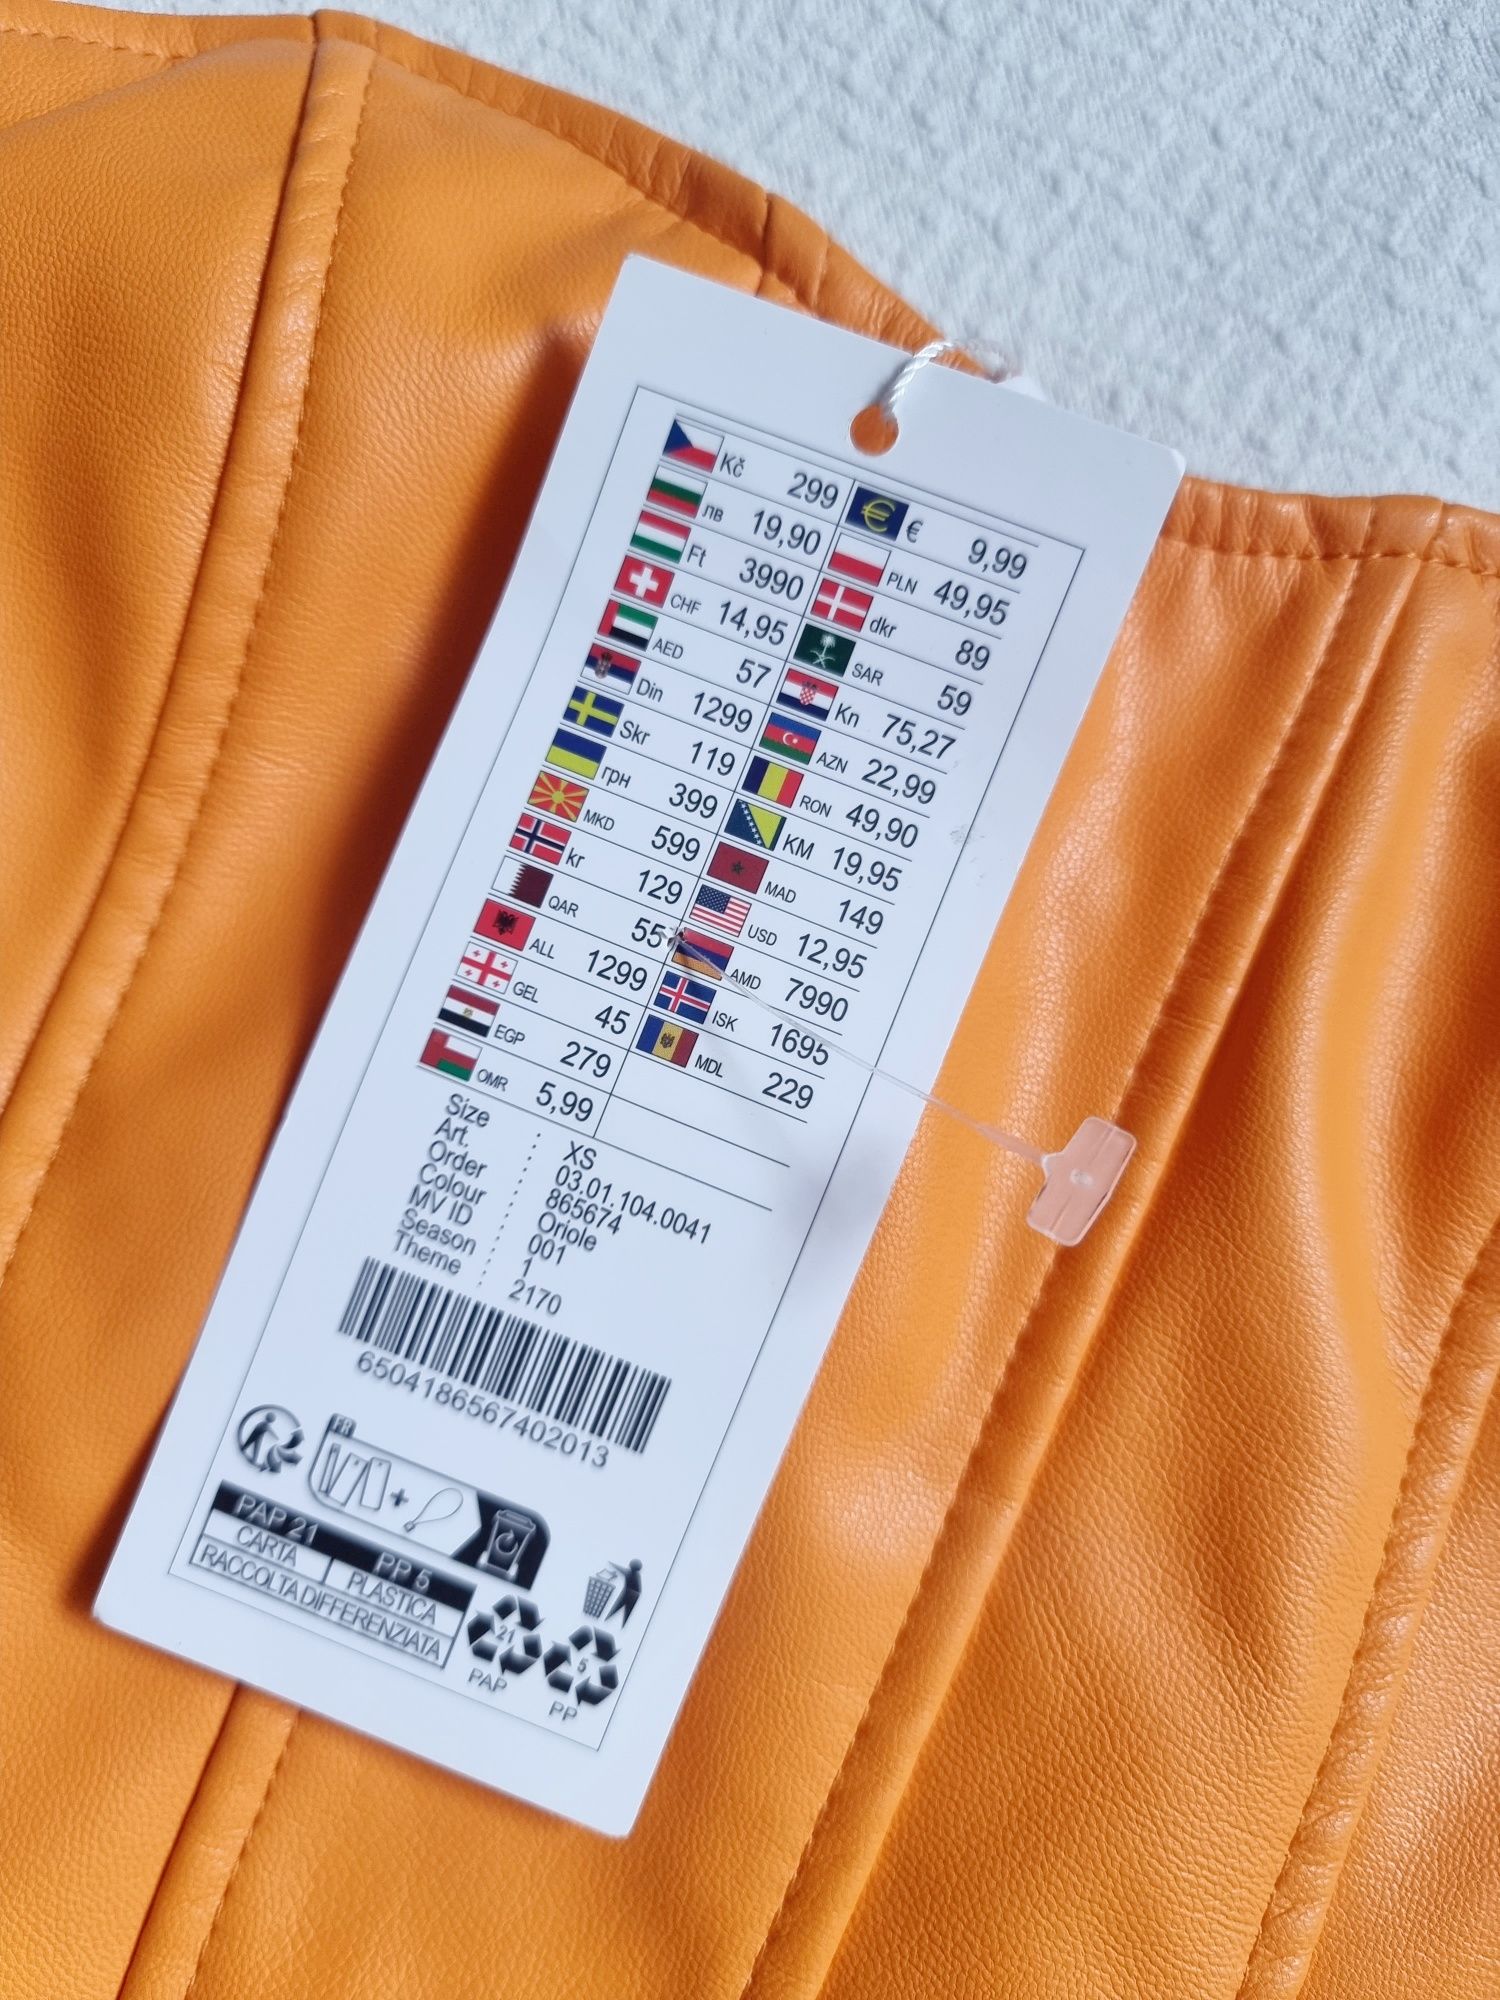 Kč 299
лв 19,90
Ft 3990
CHF 14,95
AED 57
Din 1299
Skr 119
грн 399
MKD 599
kr 129
QAR 55
ALL 1299
GEL 45
EGP 279
OMR 5,99
€ 9,99
PLN 49,95
dkr 89
SAR 59
Kn 75,27
AZN 22,99
RON 49,90
KM 19,95
MAD 149
USD 12,95
AMD 7990
ISK 1695
MDL 229
Size : XS
Art. : 03.01.104.0041
Order : 865674
Colour : Oriole
MV ID : 001
Season : 1
Theme : 2170
6504186567402013
FR
+
PAP 21 PP 5
CARTA PLASTICA
RACCOLTA DIFFERENZIATA
21
PAP
5
PP